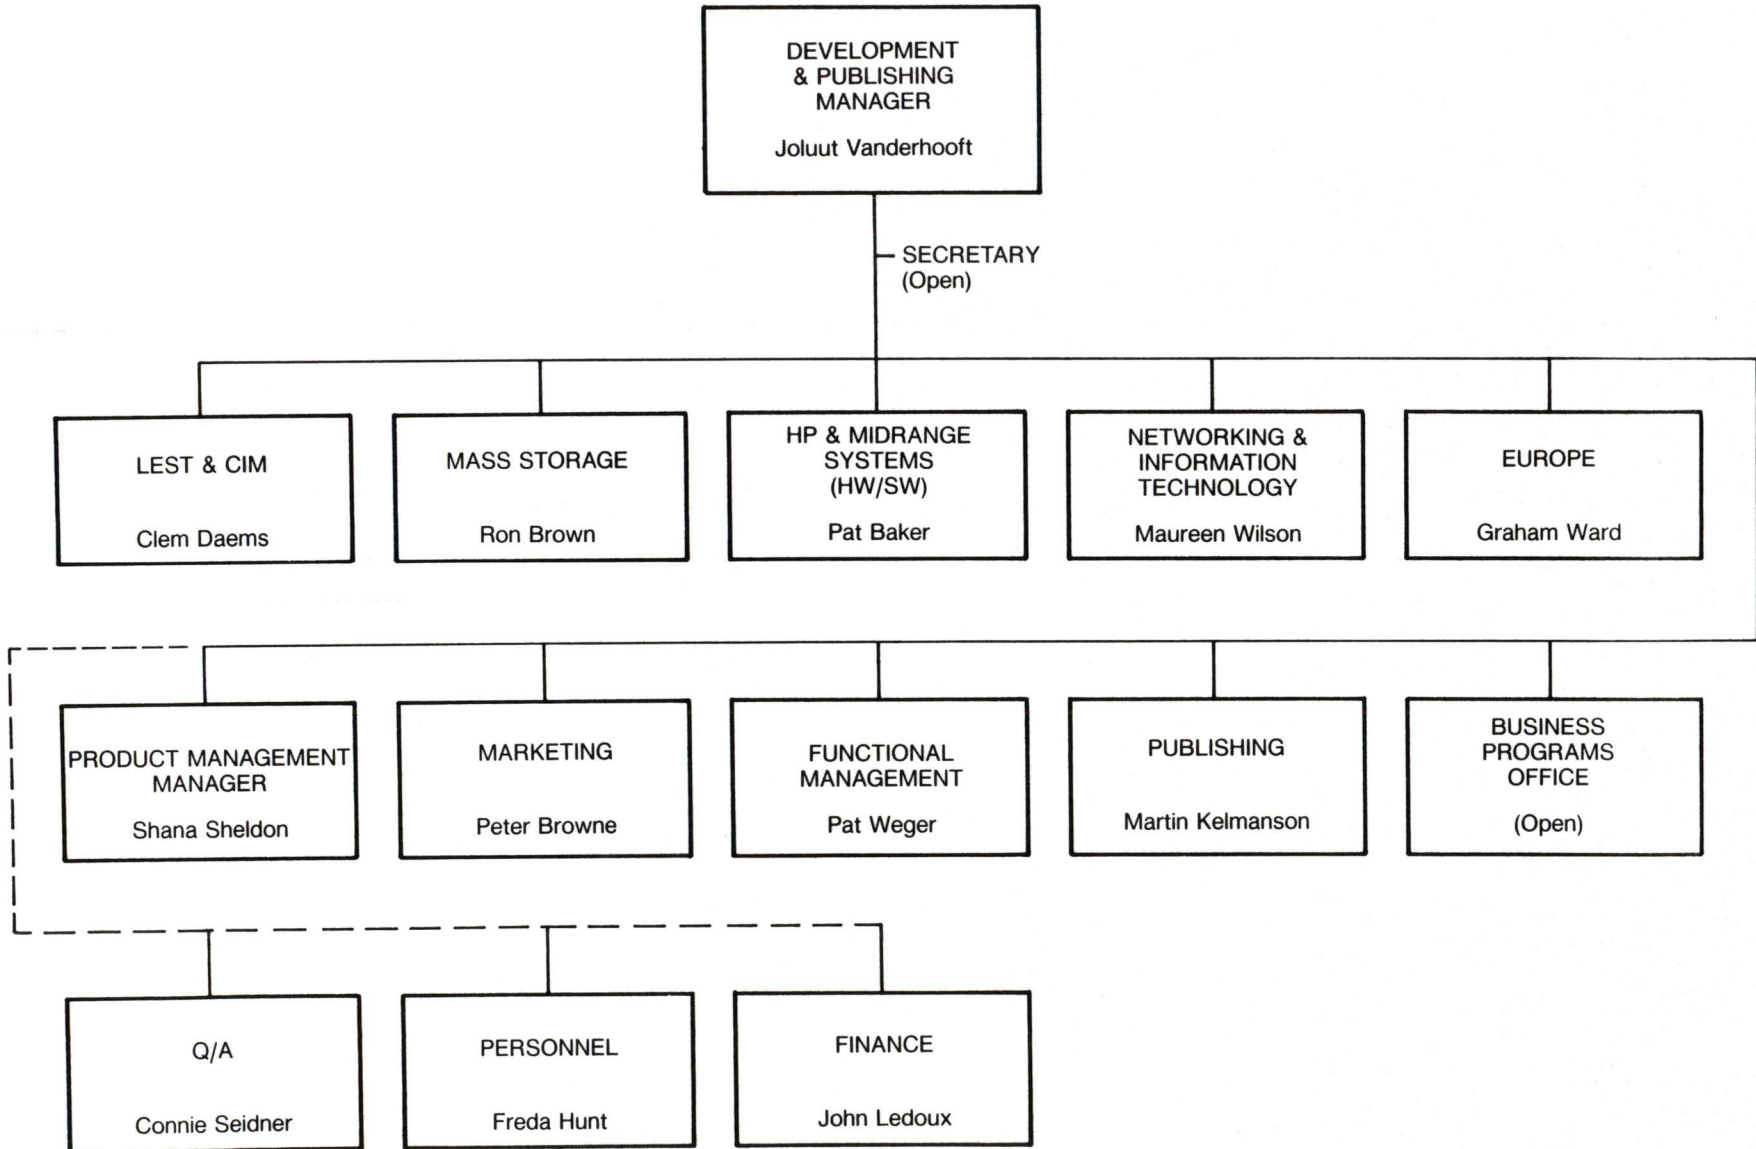 DEVELOPMENT
& PUBLISHING
MANAGER
Joluut Vanderhooft
SECRETARY
(Open)
LEST & CIM
Clem Daems
MASS STORAGE
Ron Brown
HP & MIDRANGE
SYSTEMS
(HW/SW)
Pat Baker
NETWORKING &
INFORMATION
TECHNOLOGY
Maureen Wilson
EUROPE
Graham Ward
PRODUCT MANAGEMENT
MANAGER
Shana Sheldon
MARKETING
Peter Browne
FUNCTIONAL
MANAGEMENT
Pat Weger
PUBLISHING
Martin Kelmanson
BUSINESS
PROGRAMS
OFFICE
(Open)
Q/A
Connie Seidner
PERSONNEL
Freda Hunt
FINANCE
John Ledoux